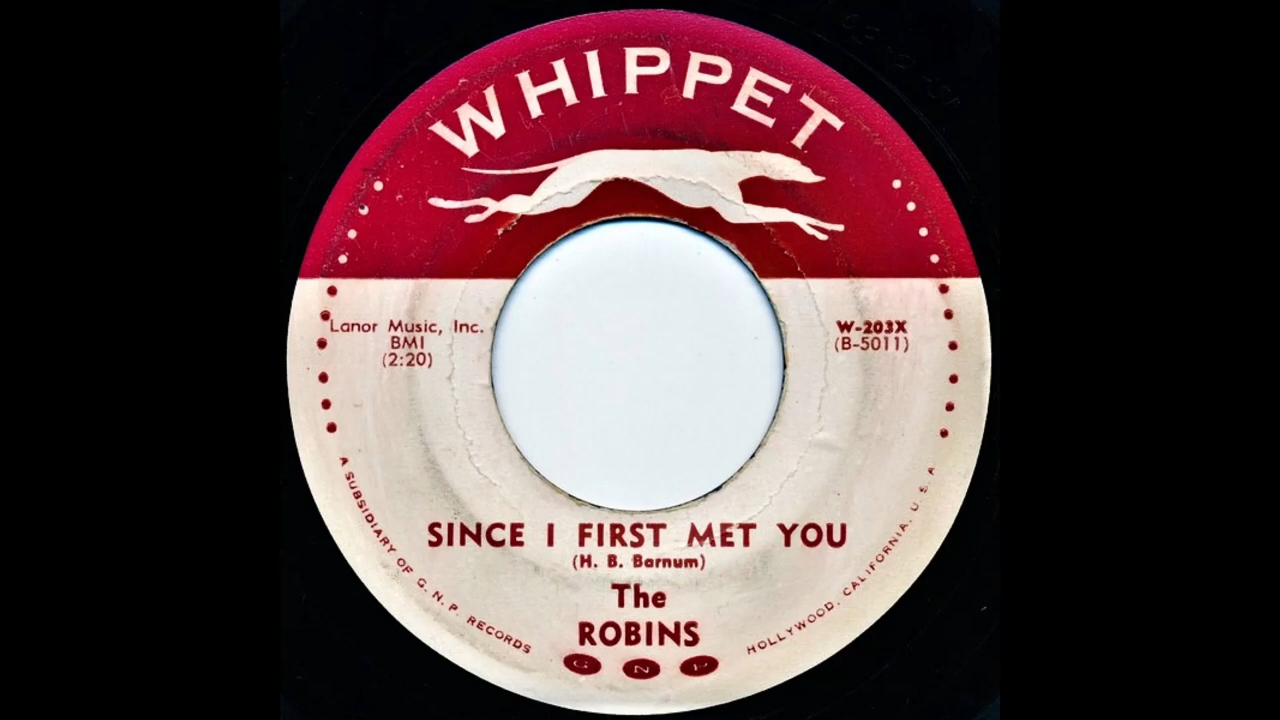 WHIPPET
Lanor Music, Inc.
BMI
(2:20)
W-203X
(B-5011)
SINCE I FIRST MET YOU
(H. B. Barnum)
The
ROBINS
G N P
A SUBSIDIARY OF G. N. P. RECORDS
HOLLYWOOD, CALIFORNIA, U. S. A